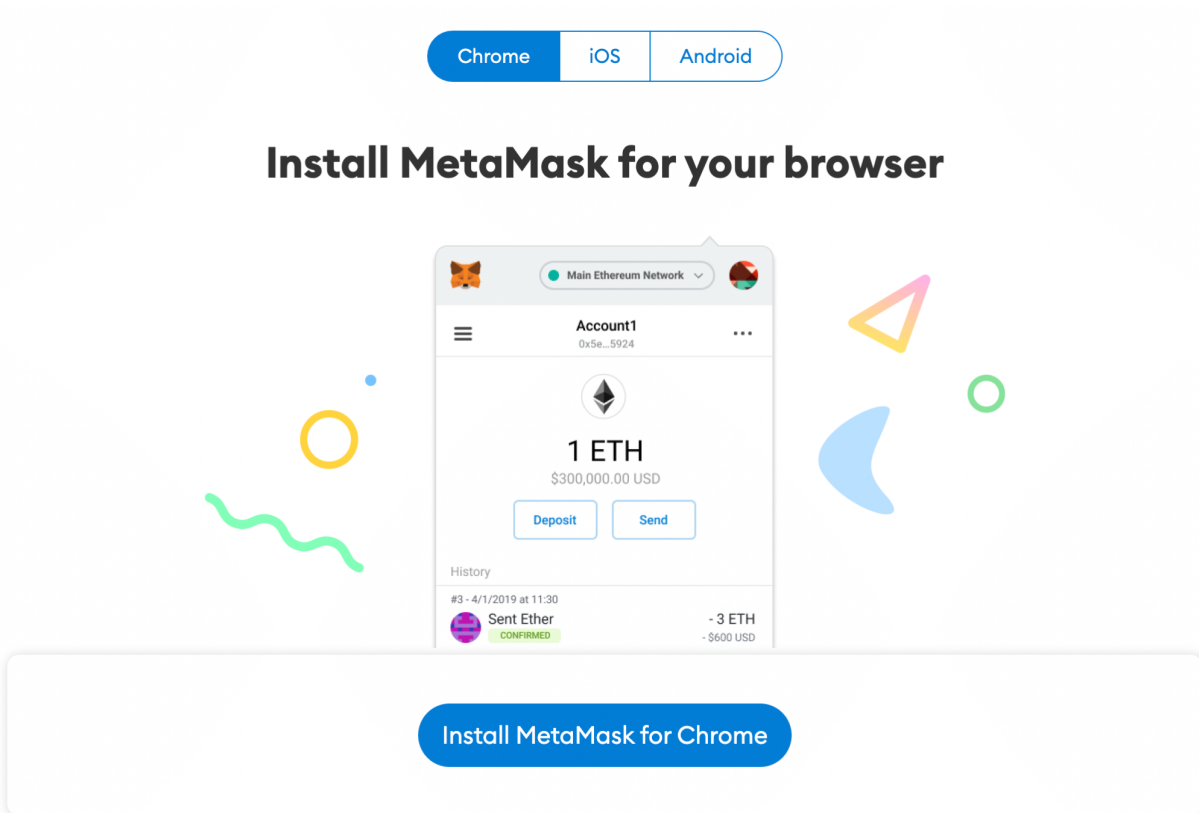 Chrome
iOS
Android
Install MetaMask for your browser
Main Ethereum Network
Account1
0x5e...5924
1 ETH
$300,000.00 USD
Deposit
Send
History
#3 - 4/1/2019 at 11:30
Sent Ether
- 3 ETH
CONFIRMED
- $600 USD
Install MetaMask for Chrome